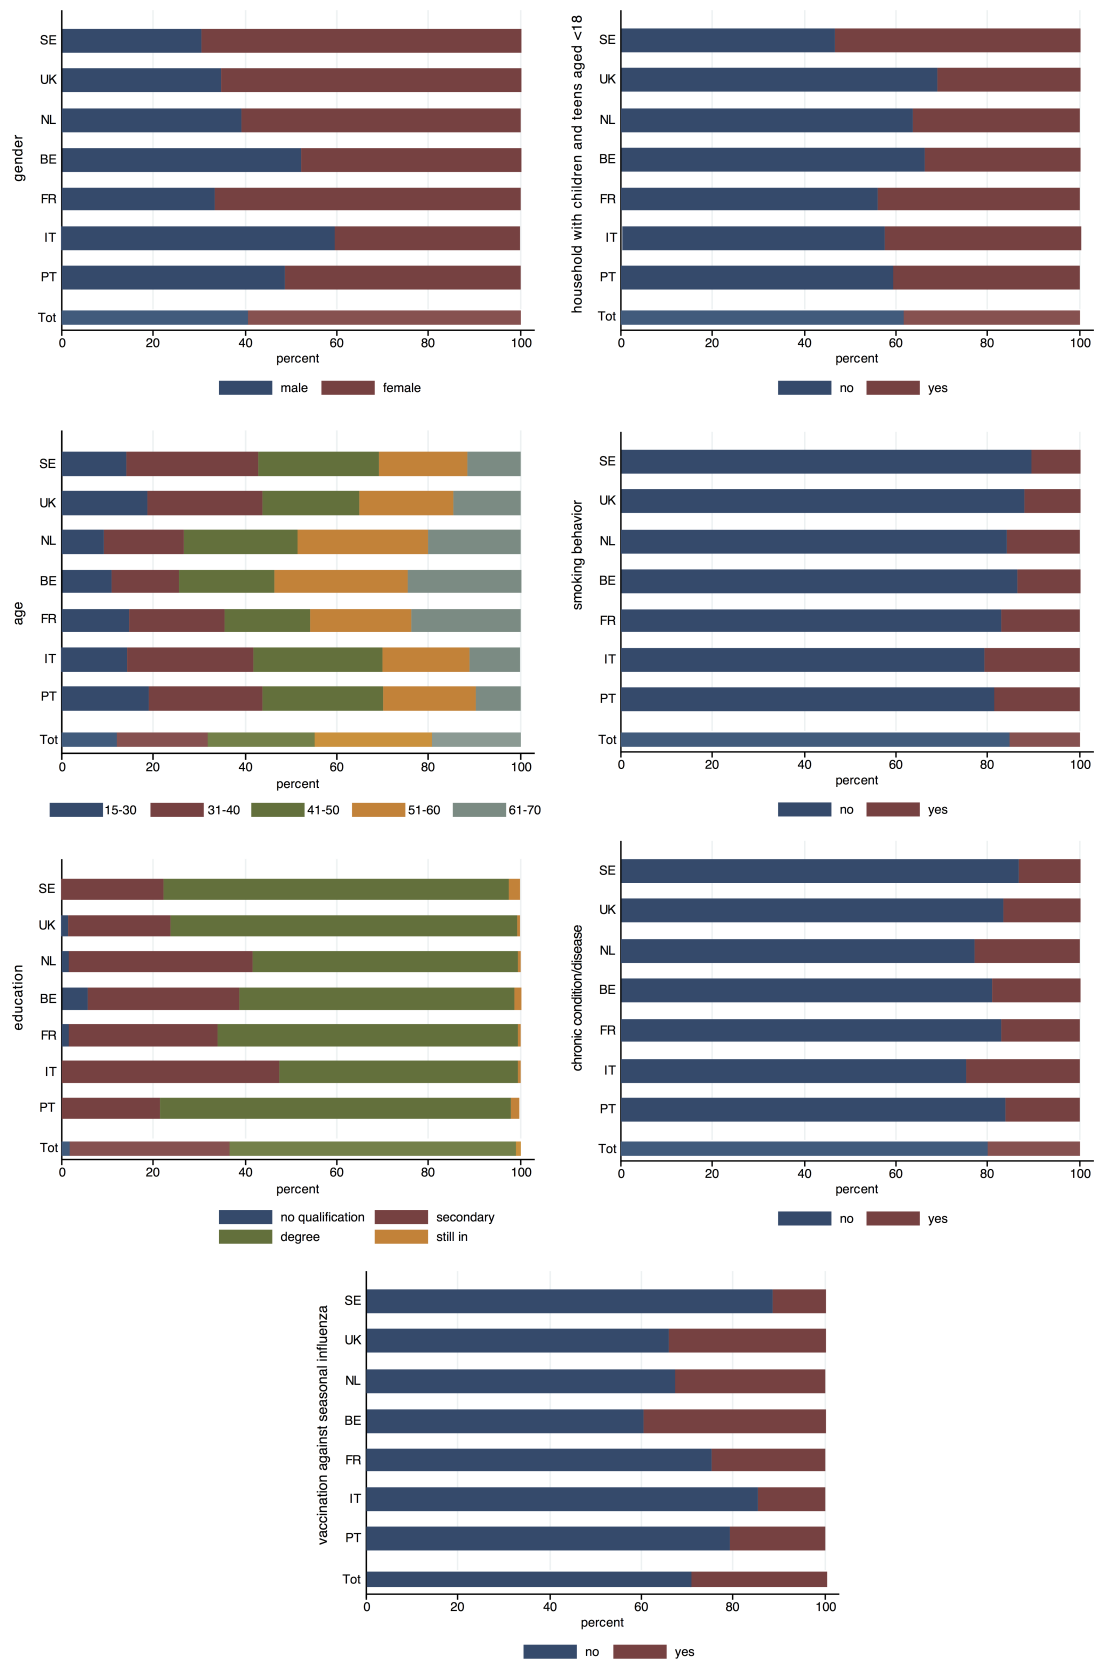 gender
SE
UK
NL
BE
FR
IT
PT
Tot
0 20 40 60 80 100
percent
male female
household with children and teens aged <18
SE
UK
NL
BE
FR
IT
PT
Tot
0 20 40 60 80 100
percent
no yes
age
SE
UK
NL
BE
FR
IT
PT
Tot
0 20 40 60 80 100
percent
15-30 31-40 41-50 51-60 61-70
smoking behavior
SE
UK
NL
BE
FR
IT
PT
Tot
0 20 40 60 80 100
percent
no yes
education
SE
UK
NL
BE
FR
IT
PT
Tot
0 20 40 60 80 100
percent
no qualification secondary
degree still in
chronic condition/disease
SE
UK
NL
BE
FR
IT
PT
Tot
0 20 40 60 80 100
percent
no yes
vaccination against seasonal influenza
SE
UK
NL
BE
FR
IT
PT
Tot
0 20 40 60 80 100
percent
no yes